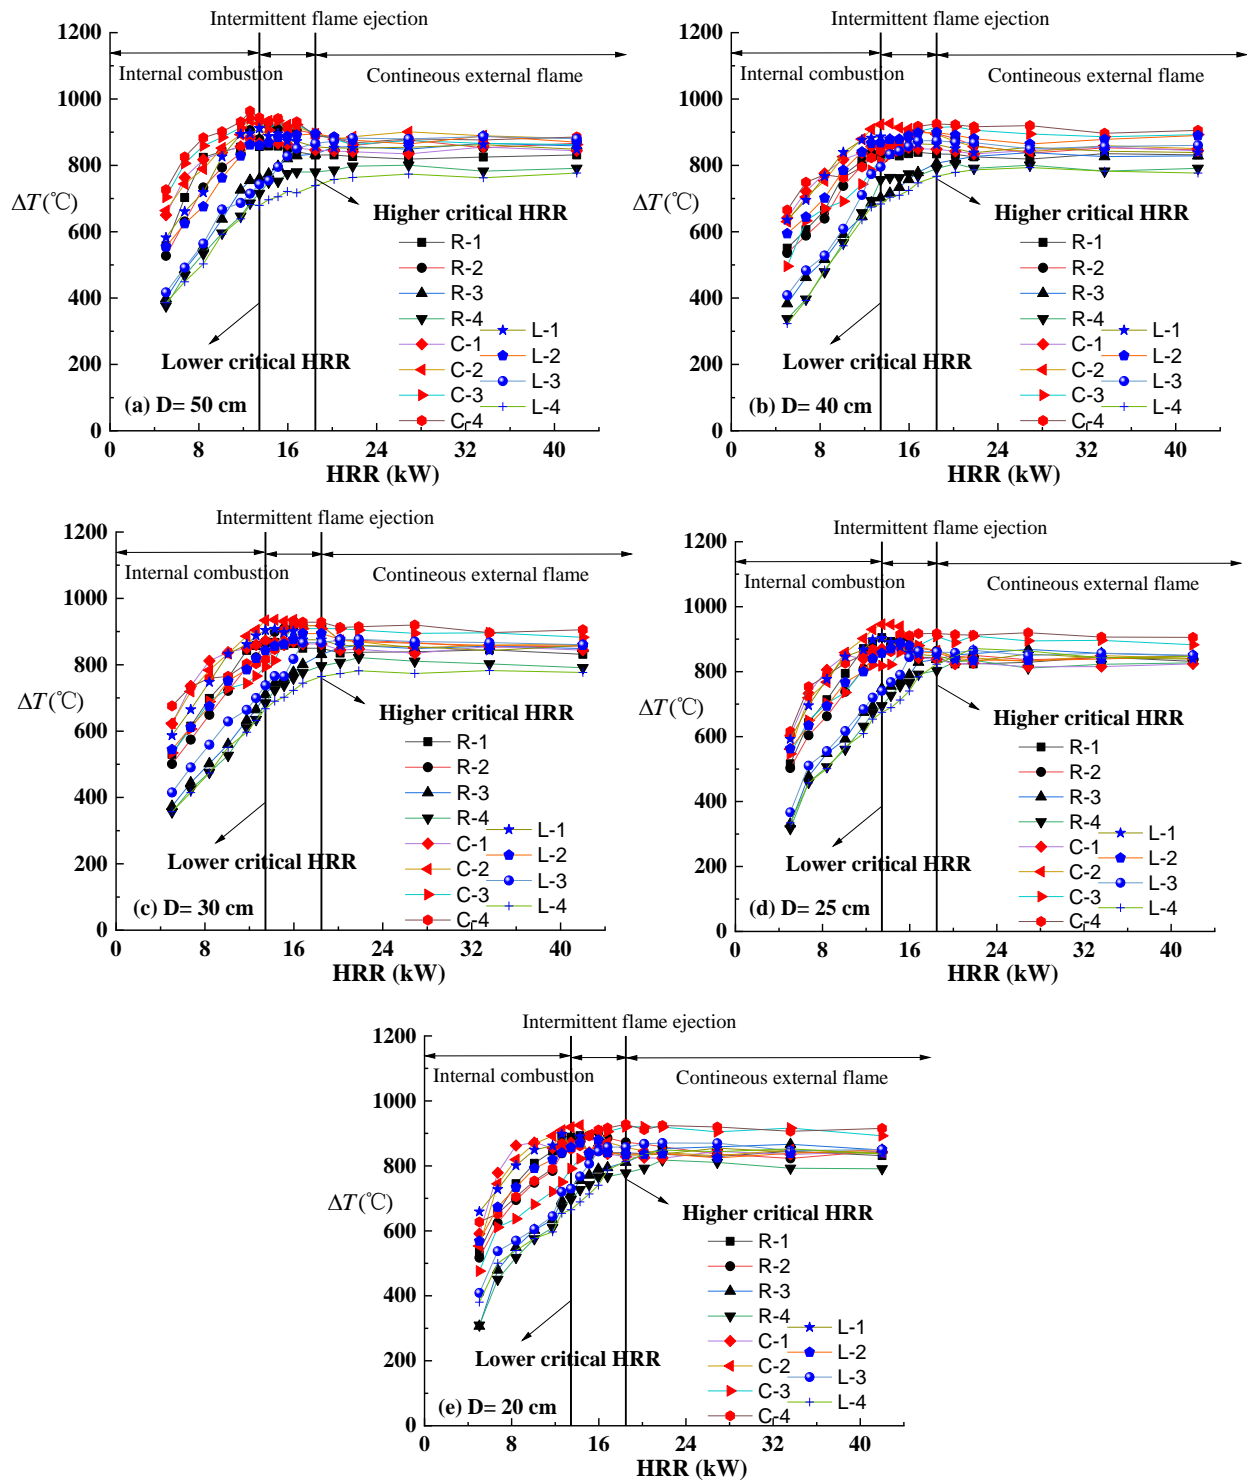 Intermittent flame ejection
Internal combustion
Contineous external flame
1200
1000
800
600
400
200
0
ΔT(℃)
Higher critical HRR
Lower critical HRR
R-1
R-2
R-3
R-4
C-1
C-2
C-3
C-4
L-1
L-2
L-3
L-4
(a) D= 50 cm
0 8 16 24 32 40
HRR (kW)
Intermittent flame ejection
Internal combustion
Contineous external flame
1200
1000
800
600
400
200
0
ΔT(℃)
Higher critical HRR
Lower critical HRR
R-1
R-2
R-3
R-4
C-1
C-2
C-3
C-4
L-1
L-2
L-3
L-4
(b) D= 40 cm
0 8 16 24 32 40
HRR (kW)
Intermittent flame ejection
Internal combustion
Contineous external flame
1200
1000
800
600
400
200
0
ΔT(℃)
Higher critical HRR
Lower critical HRR
R-1
R-2
R-3
R-4
C-1
C-2
C-3
C-4
L-1
L-2
L-3
L-4
(c) D= 30 cm
0 8 16 24 32 40
HRR (kW)
Intermittent flame ejection
Internal combustion
Contineous external flame
1200
1000
800
600
400
200
0
ΔT(℃)
Higher critical HRR
Lower critical HRR
R-1
R-2
R-3
R-4
C-1
C-2
C-3
C-4
L-1
L-2
L-3
L-4
(d) D= 25 cm
0 8 16 24 32 40
HRR (kW)
Intermittent flame ejection
Internal combustion
Contineous external flame
1200
1000
800
600
400
200
0
ΔT(℃)
Higher critical HRR
Lower critical HRR
R-1
R-2
R-3
R-4
C-1
C-2
C-3
C-4
L-1
L-2
L-3
L-4
(e) D= 20 cm
0 8 16 24 32 40
HRR (kW)